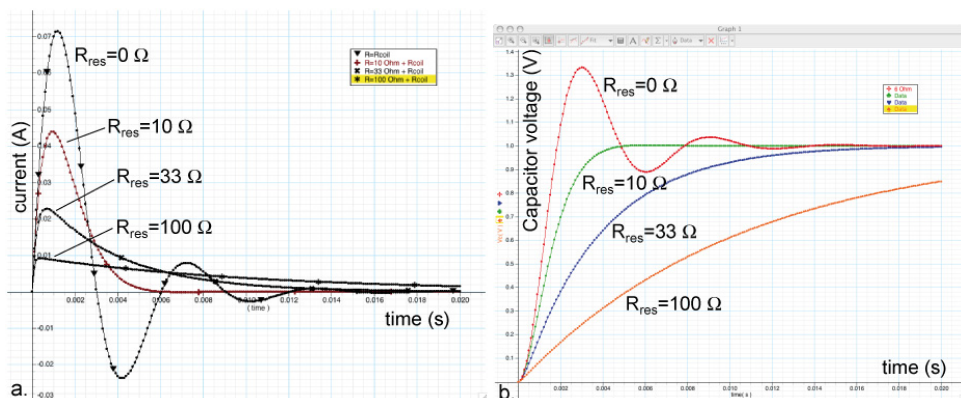 0.07
0.06
0.05
0.04
0.03
0.02
0.01
-0.01
-0.02
-0.03
current (A)
R=Rcoil
R=10 Ohm + Rcoil
R=33 Ohm + Rcoil
R=100 Ohm + Rcoil
Rres=0 Ω
Rres=10 Ω
Rres=33 Ω
Rres=100 Ω
0.002 0.004 0.006 0.008 0.010 0.012 0.014 0.016 0.018 0.020
( time )
time (s)
a.
Graph 1
Fit
Data
1.4
1.3
1.2
1.1
1.0
0.9
0.8
0.7
0.6
0.5
0.4
0.3
0.2
0.1
Capacitor voltage (V)
Data
Data
Data
Rres=0 Ω
Rres=10 Ω
Rres=33 Ω
Rres=100 Ω
time (s)
0.002 0.004 0.006 0.008 0.010 0.012 0.014 0.016 0.018 0.020
time( s )
b.